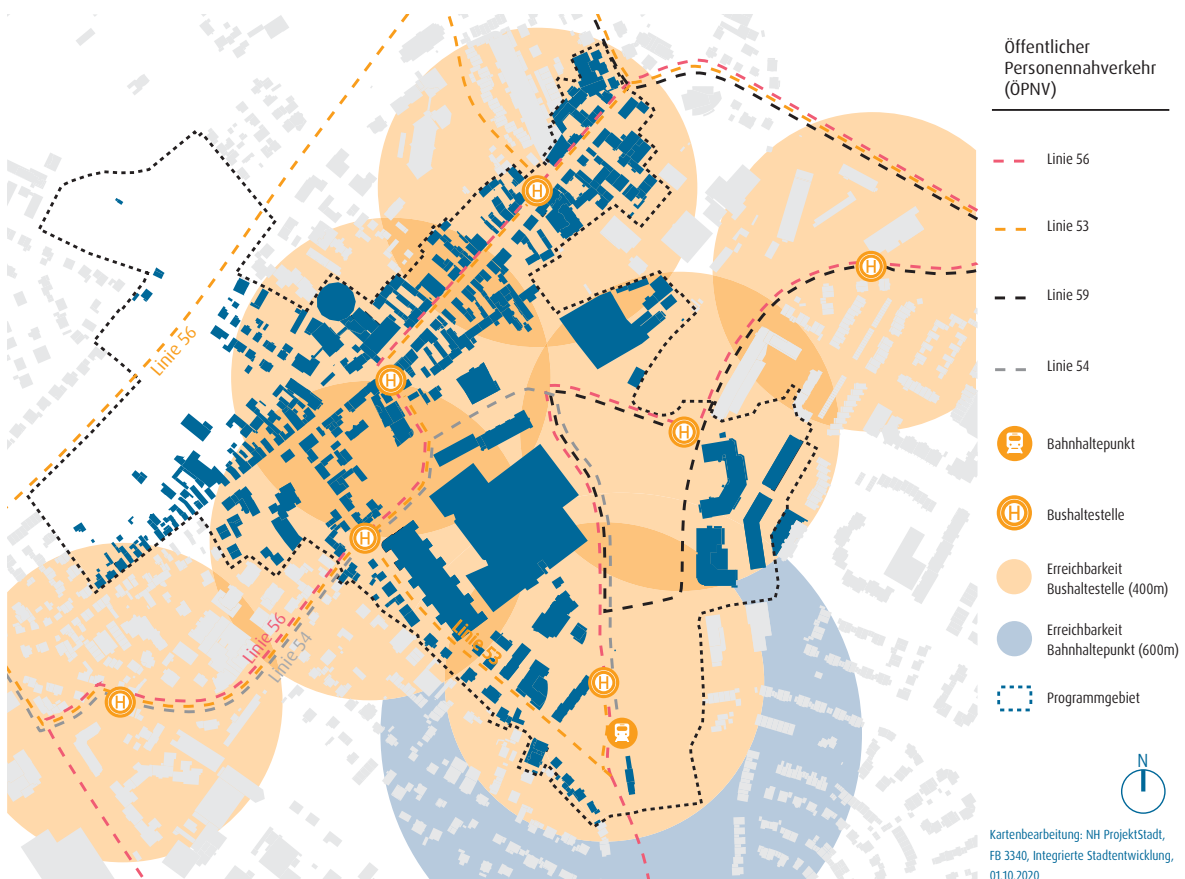 Öffentlicher
Personennahverkehr
(ÖPNV)
Linie 56
Linie 53
Linie 59
Linie 54
Bahnhaltepunkt
H
Bushaltestelle
Erreichbarkeit
Bushaltestelle (400m)
Erreichbarkeit
Bahnhaltepunkt (600m)
Programmgebiet
N
Kartenbearbeitung: NH ProjektStadt,
FB 3340, Integrierte Stadtentwicklung,
01.10.2020
H
H
Linie 56
H
H
H
Linie 53
Linie 56
Linie 54
H
H